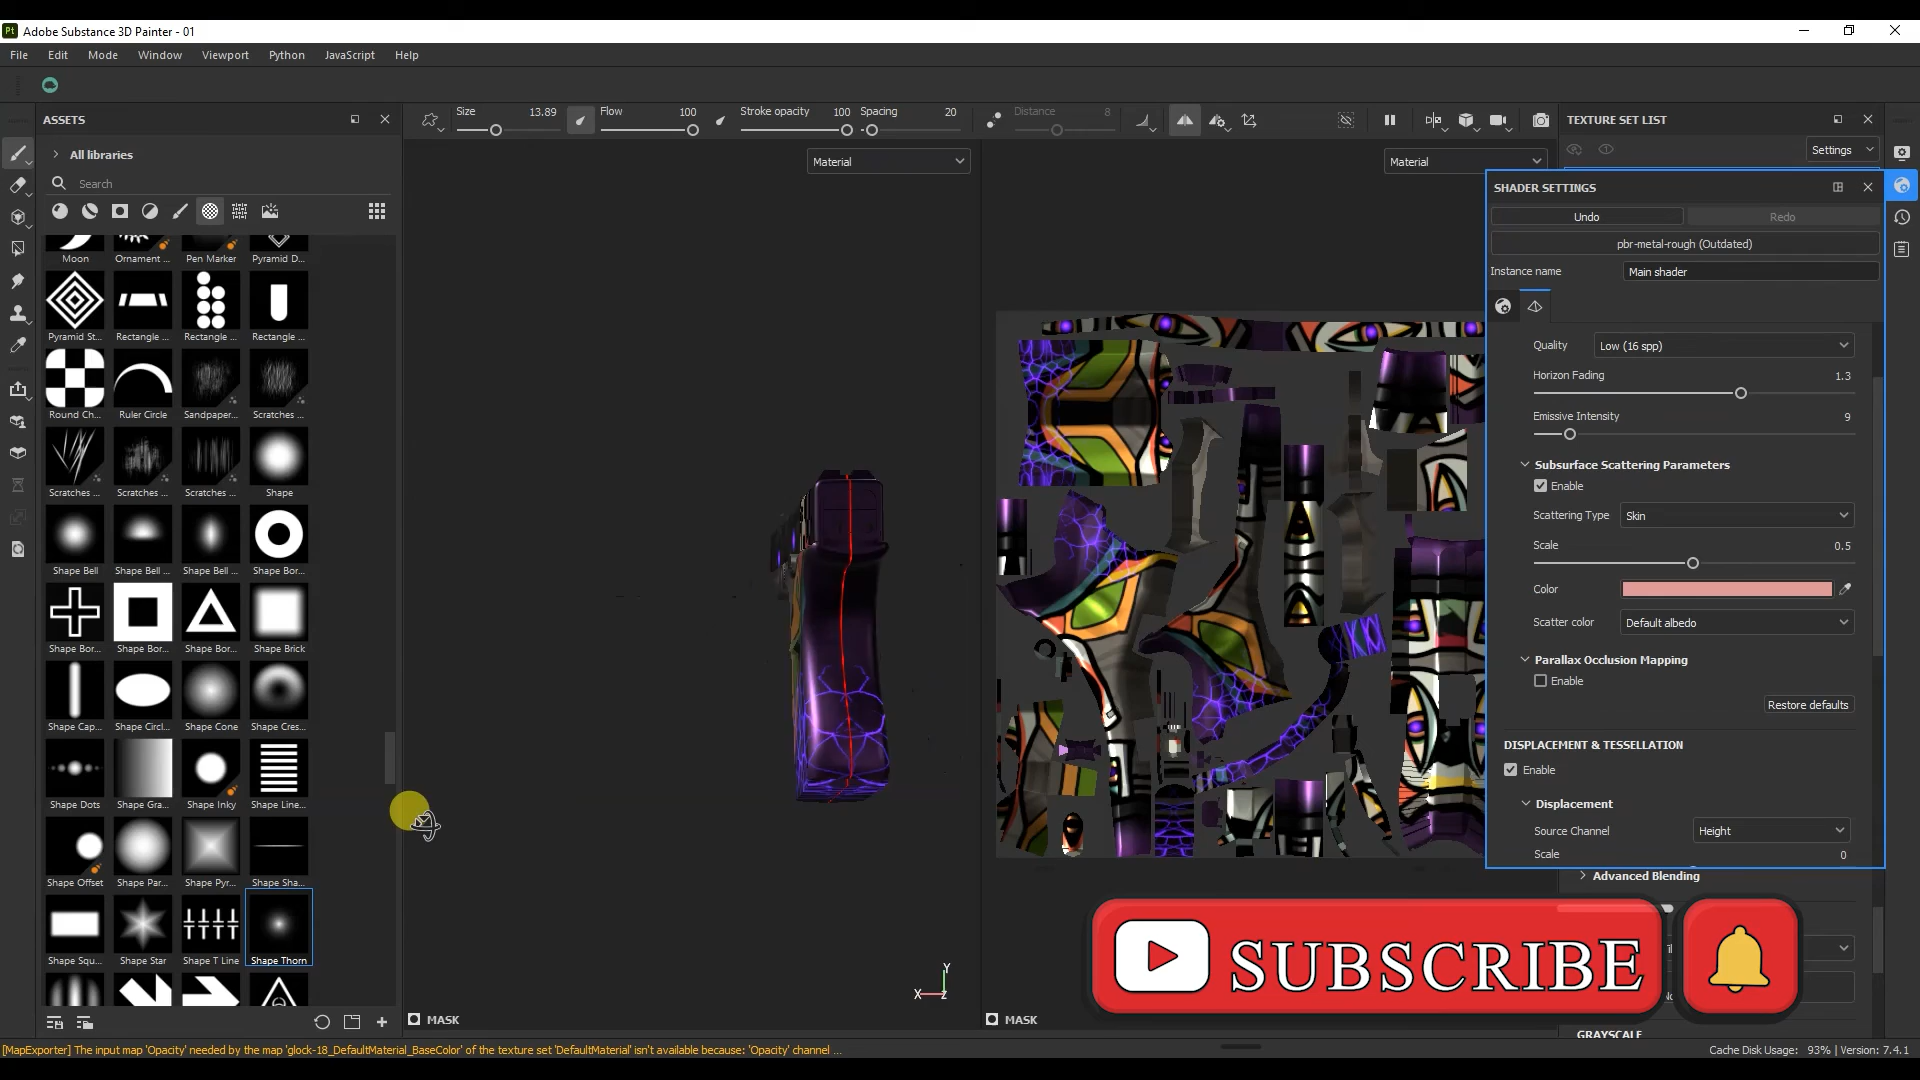 Pt Adobe Substance 3D Painter - 01
File Edit Mode Window Viewport Python JavaScript Help
ASSETS
All libraries
Search
Moon Ornament ... Pen Marker Pyramid D...
Pyramid St... Rectangle ... Rectangle ... Rectangle ...
Round Ch... Ruler Circle Sandpaper... Scratches ...
Scratches ... Scratches ... Scratches ... Shape
Shape Bell Shape Bell ... Shape Bell ... Shape Bor...
Shape Bor... Shape Bor... Shape Bor... Shape Brick
Shape Cap... Shape Circl... Shape Cone Shape Cres...
Shape Dots Shape Gra... Shape Inky Shape Line...
Shape Offset Shape Par... Shape Pyr... Shape Sha...
Shape Squ... Shape Star Shape T Line Shape Thorn
Size 13.89 Flow 100 Stroke opacity 100 Spacing 20 Distance 8
Material
Material
Y
X Z
MASK
MASK
TEXTURE SET LIST
Settings
SHADER SETTINGS
Undo Redo
pbr-metal-rough (Outdated)
Instance name Main shader
Quality Low (16 spp)
Horizon Fading 1.3
Emissive Intensity 9
Subsurface Scattering Parameters
Enable
Scattering Type Skin
Scale 0.5
Color
Scatter color Default albedo
Parallax Occlusion Mapping
Enable
Restore defaults
DISPLACEMENT & TESSELLATION
Enable
Displacement
Source Channel Height
Scale 0
Advanced Blending
SUBSCRIBE
GRAYSCALE
[MapExporter] The input map 'Opacity' needed by the map 'glock-18_DefaultMaterial_BaseColor' of the texture set 'DefaultMaterial' isn't available because: 'Opacity' channel ...
Cache Disk Usage: 93% | Version: 7.4.1